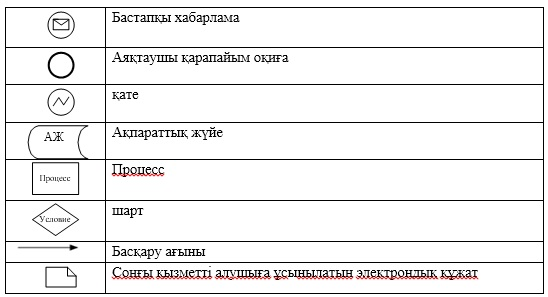 Бастапқы хабарлама
Аяқтаушы қарапайым оқиға
қате
АЖ Ақпараттық жүйе
Процесс Процесс
Условие шарт
Басқару ағыны
Соңғы қызметті алушыға ұсынылатын электрондық құжат